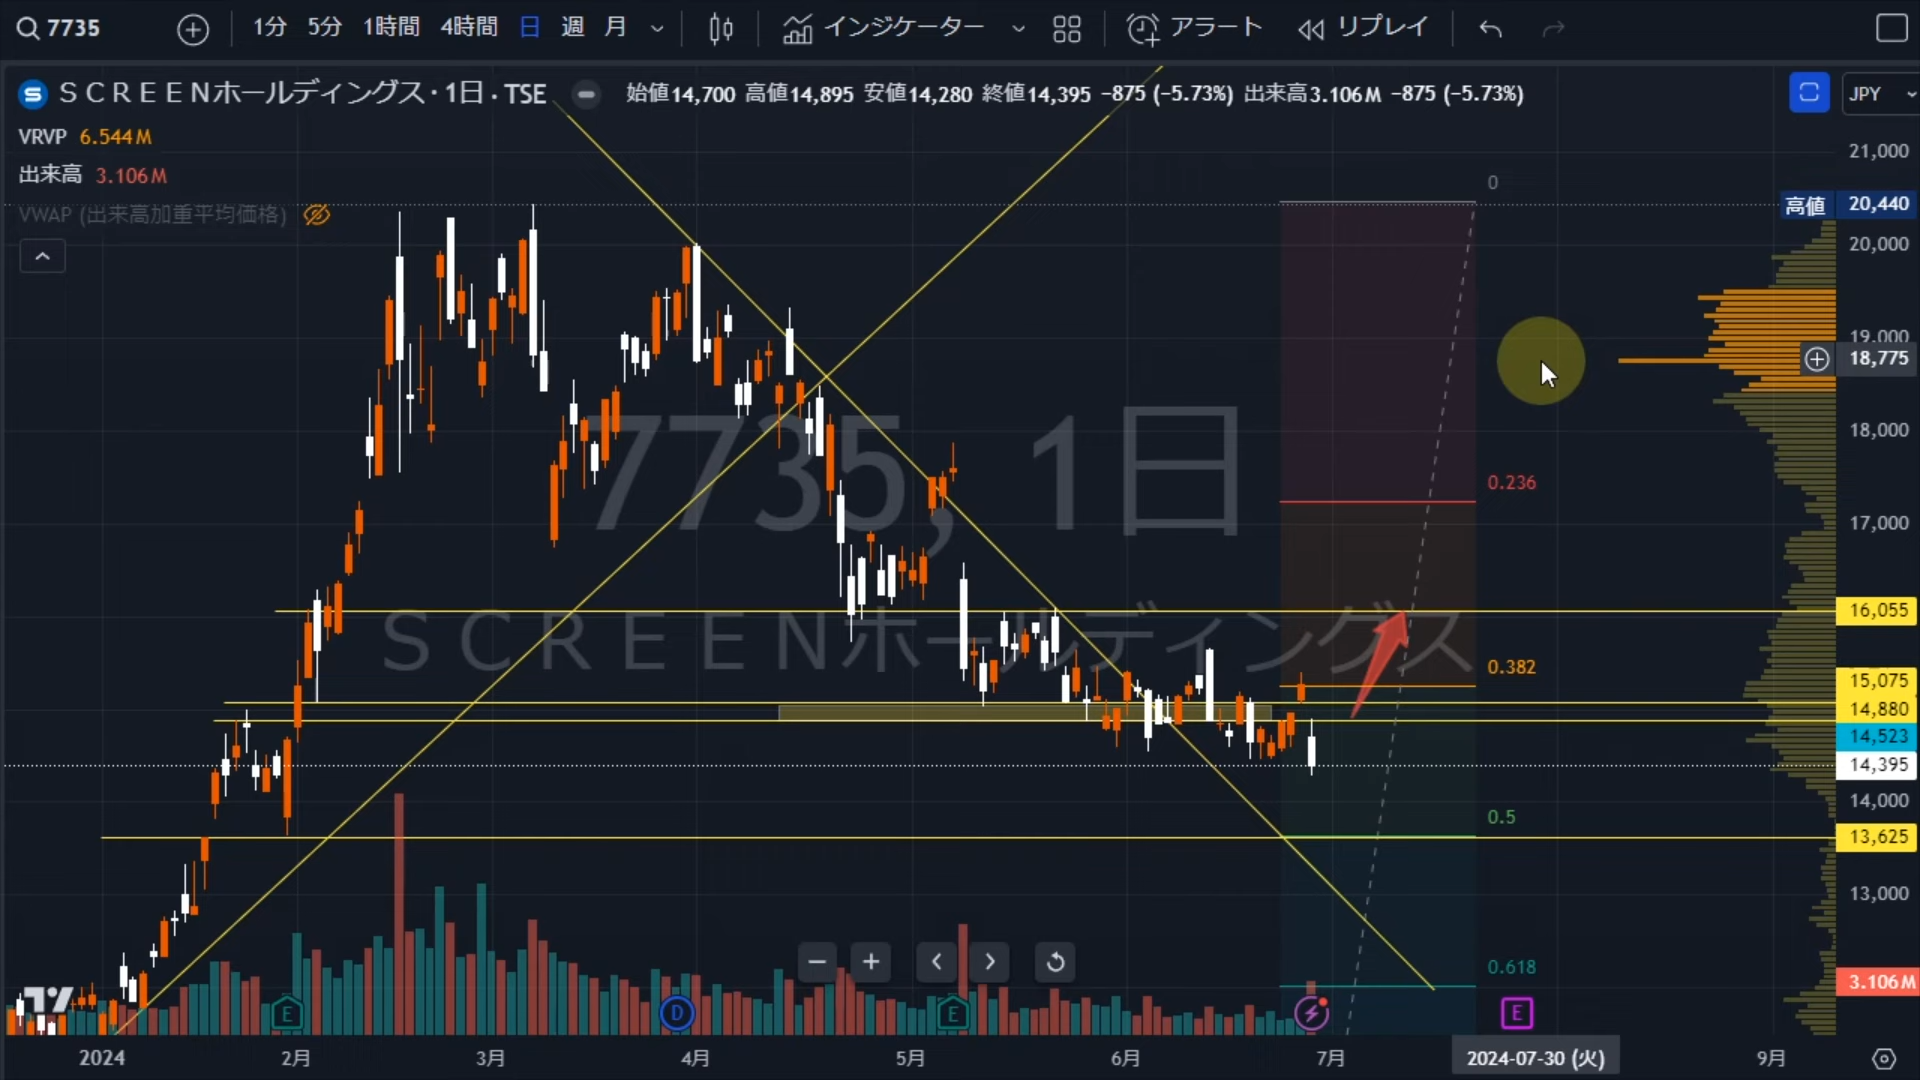 7735 1分 5分 1時間 4時間 日 週 月 インジケーター アラート リプレイ
SCREENホールディングス・1日・TSE 始値14,700 高値14,895 安値14,280 終値14,395 −875 (−5.73%) 出来高3.106M −875 (−5.73%) JPY
VRVP 6.544M
出来高 3.106M
VWAP (出来高加重平均価格)
7735, 1日
SCREENホールディングス
0
0.236
0.382
0.5
0.618
21,000
高値 20,440
20,000
19,000
18,775
18,000
17,000
16,055
15,075
14,880
14,523
14,395
14,000
13,625
13,000
3.106M
E D E E
2024 2月 3月 4月 5月 6月 7月 2024-07-30 (火) 9月